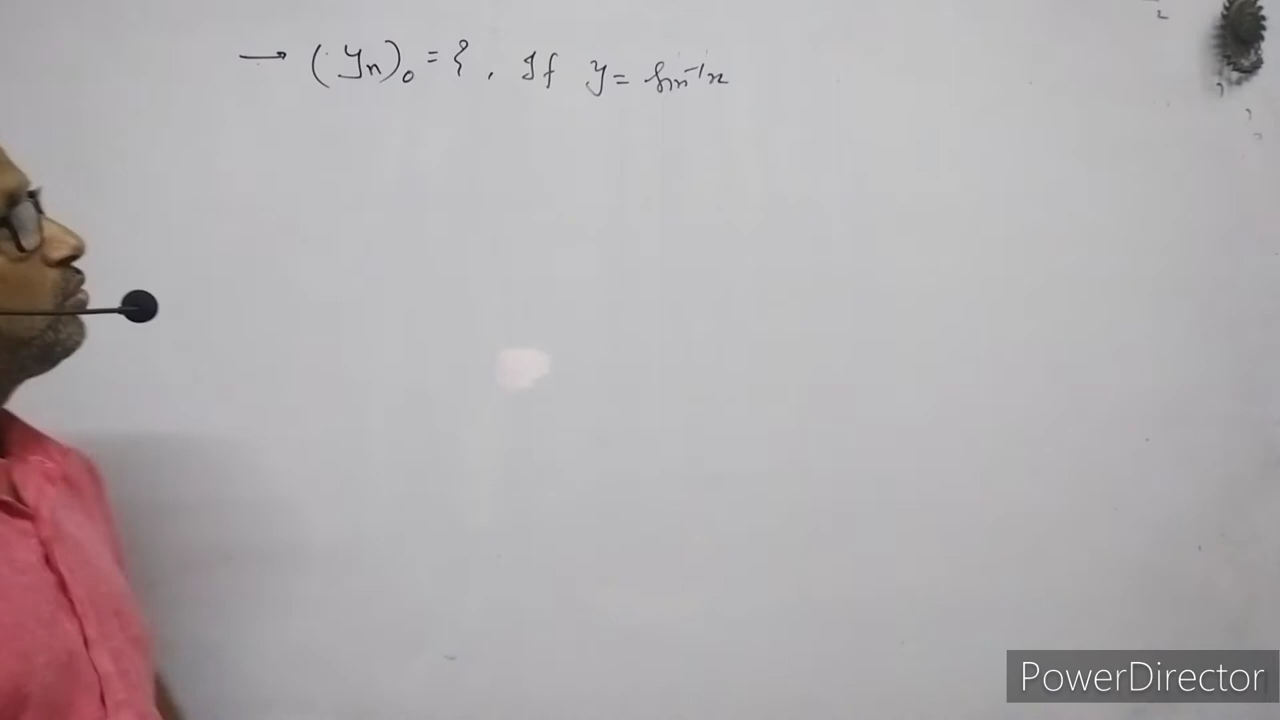 → (yn)₀ = ?, If y = sin⁻¹x
PowerDirector